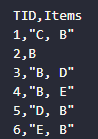 TID,Items
1,"C, B"
2,B
3,"B, D"
4,"B, E"
5,"D, B"
6,"E, B"